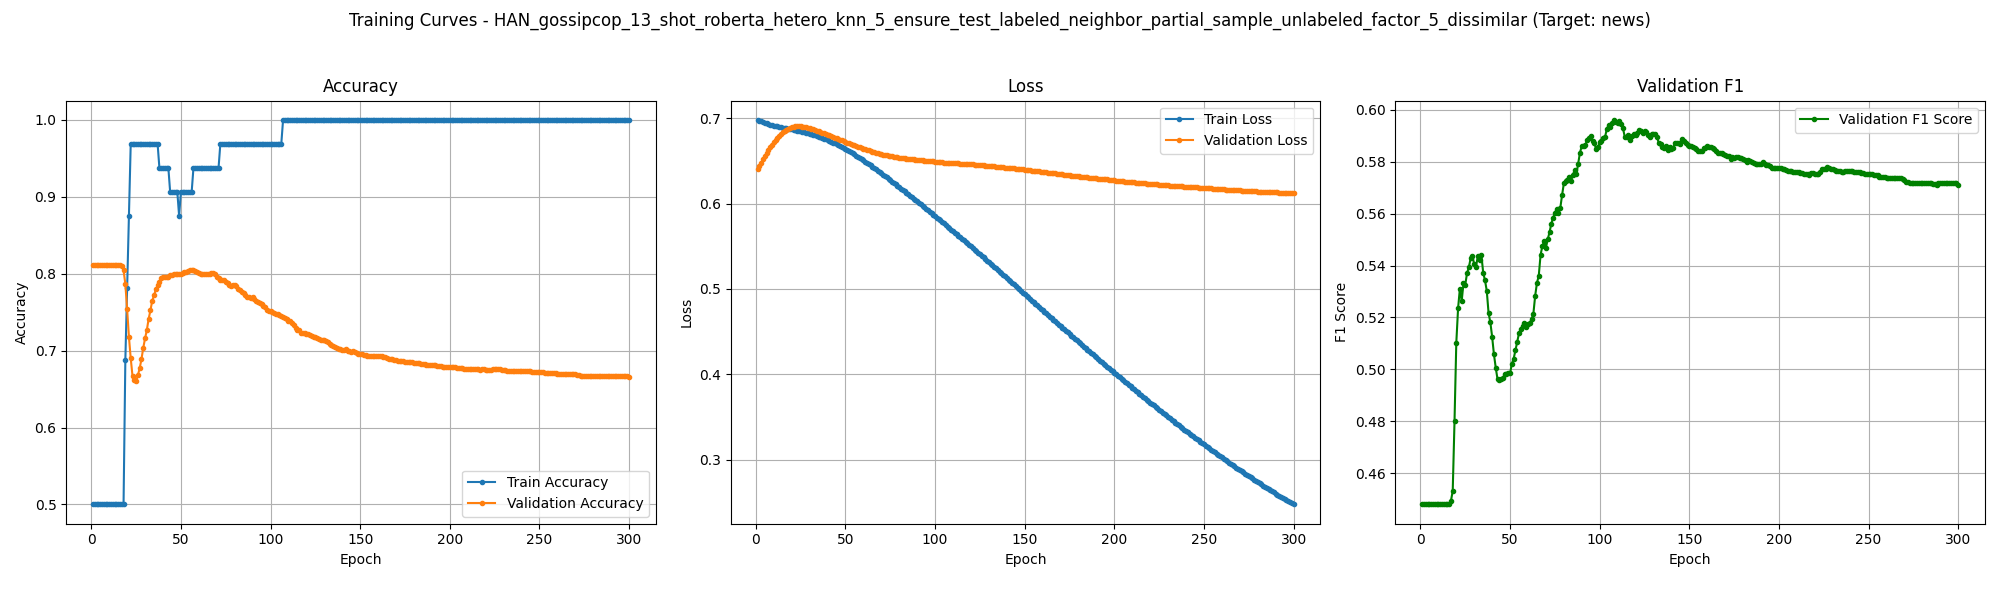 Training Curves - HAN_gossipcop_13_shot_roberta_hetero_knn_5_ensure_test_labeled_neighbor_partial_sample_unlabeled_factor_5_dissimilar (Target: news)
Accuracy
Accuracy
1.0
0.9
0.8
0.7
0.6
0.5
0 50 100 150 200 250 300
Epoch
Train Accuracy
Validation Accuracy
Loss
Loss
0.7
0.6
0.5
0.4
0.3
0 50 100 150 200 250 300
Epoch
Train Loss
Validation Loss
Validation F1
F1 Score
0.60
0.58
0.56
0.54
0.52
0.50
0.48
0.46
0 50 100 150 200 250 300
Epoch
Validation F1 Score